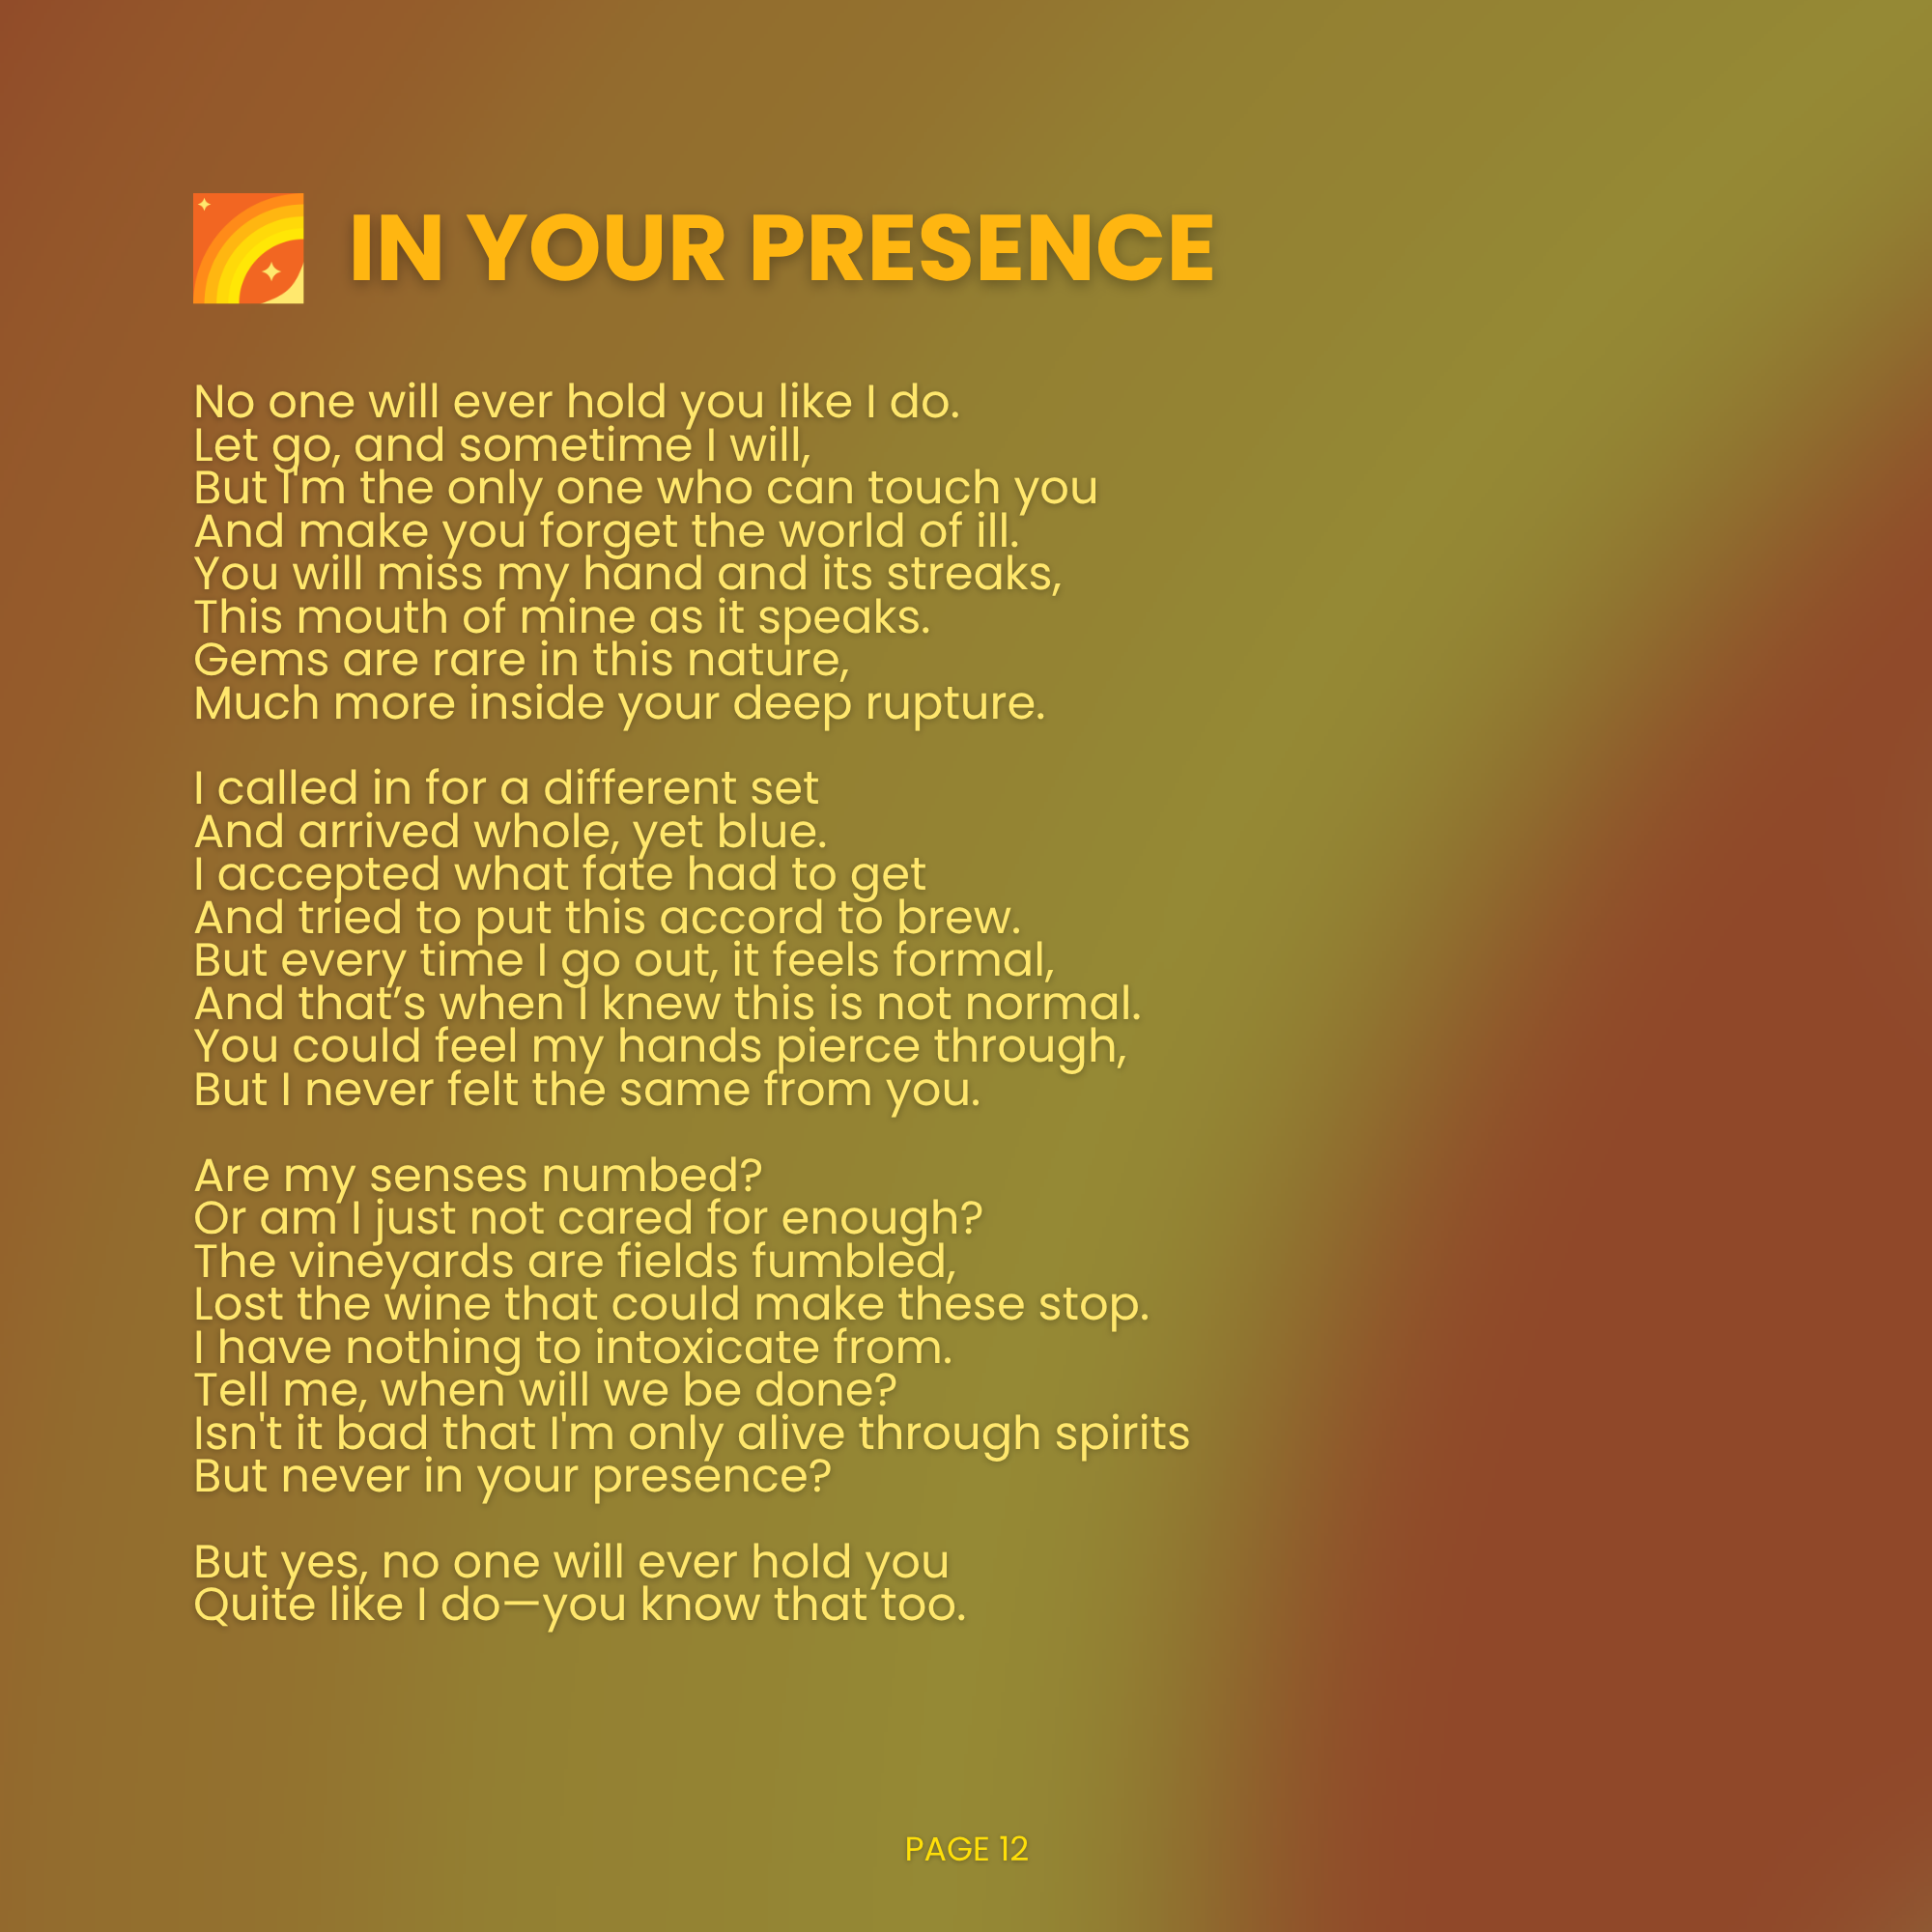 IN YOUR PRESENCE
No one will ever hold you like I do.
Let go, and sometime I will,
But I'm the only one who can touch you
And make you forget the world of ill.
You will miss my hand and its streaks,
This mouth of mine as it speaks.
Gems are rare in this nature,
Much more inside your deep rupture.
I called in for a different set
And arrived whole, yet blue.
I accepted what fate had to get
And tried to put this accord to brew.
But every time I go out, it feels formal,
And that’s when I knew this is not normal.
You could feel my hands pierce through,
But I never felt the same from you.
Are my senses numbed?
Or am I just not cared for enough?
The vineyards are fields fumbled,
Lost the wine that could make these stop.
I have nothing to intoxicate from.
Tell me, when will we be done?
Isn't it bad that I'm only alive through spirits
But never in your presence?
But yes, no one will ever hold you
Quite like I do—you know that too.
PAGE 12